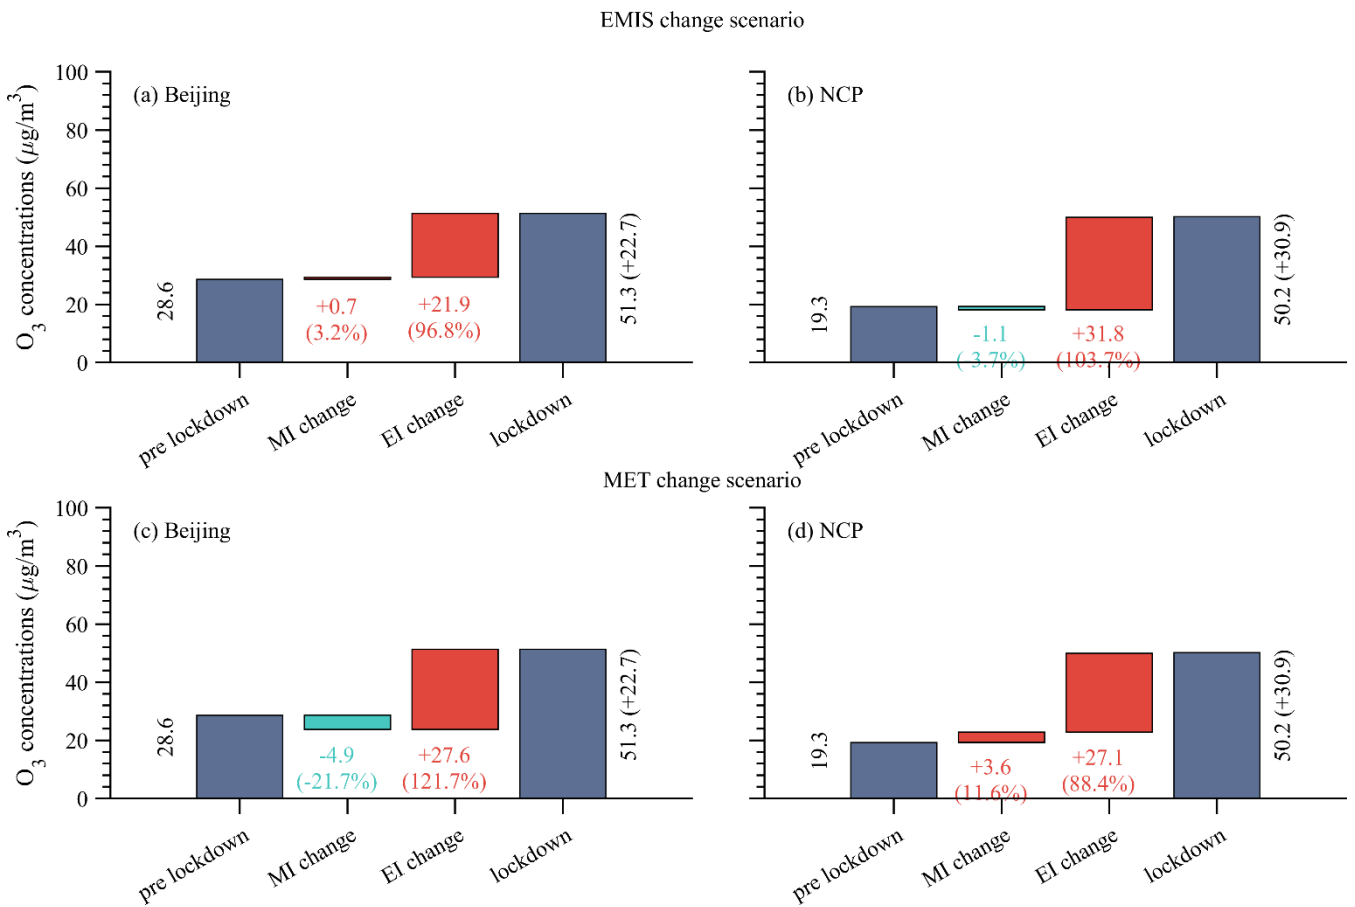 EMIS change scenario
(a) Beijing
O3 concentrations (μg/m3)
100
80
60
40
20
0
28.6
+0.7
(3.2%)
+21.9
(96.8%)
51.3 (+22.7)
pre lockdown
MI change
EI change
lockdown
(b) NCP
19.3
-1.1
(-3.7%)
+31.8
(103.7%)
50.2 (+30.9)
pre lockdown
MI change
EI change
lockdown
MET change scenario
(c) Beijing
O3 concentrations (μg/m3)
100
80
60
40
20
0
28.6
-4.9
(-21.7%)
+27.6
(121.7%)
51.3 (+22.7)
pre lockdown
MI change
EI change
lockdown
(d) NCP
19.3
+3.6
(11.6%)
+27.1
(88.4%)
50.2 (+30.9)
pre lockdown
MI change
EI change
lockdown